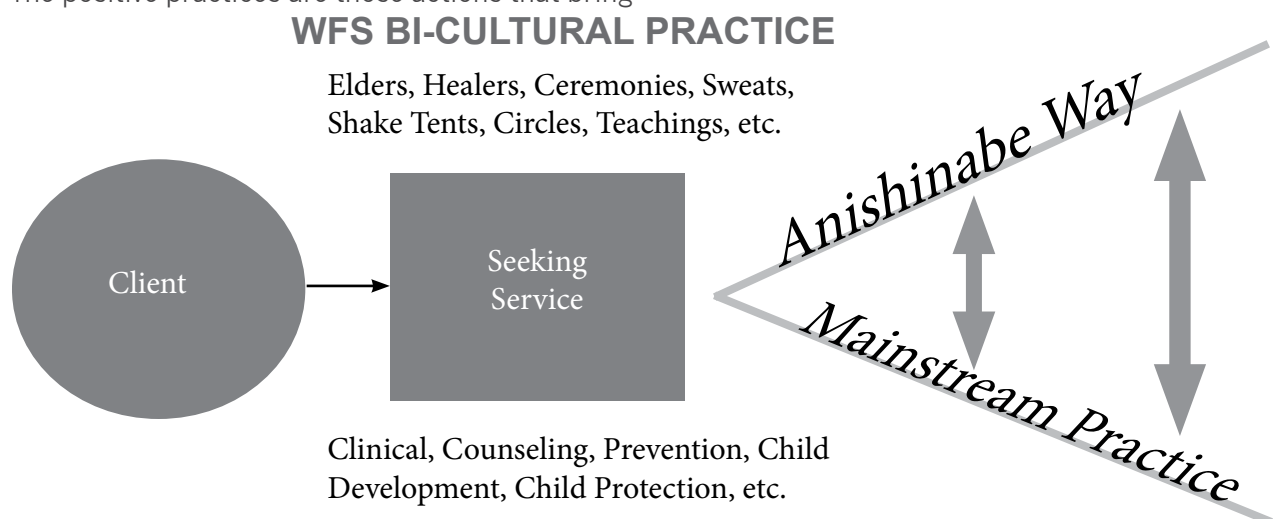 The positive practices are those actions that bring
WFS BI-CULTURAL PRACTICE
Elders, Healers, Ceremonies, Sweats,
Shake Tents, Circles, Teachings, etc.
Client
Seeking
Service
Anishinabe Way
Mainstream Practice
Clinical, Counseling, Prevention, Child
Development, Child Protection, etc.